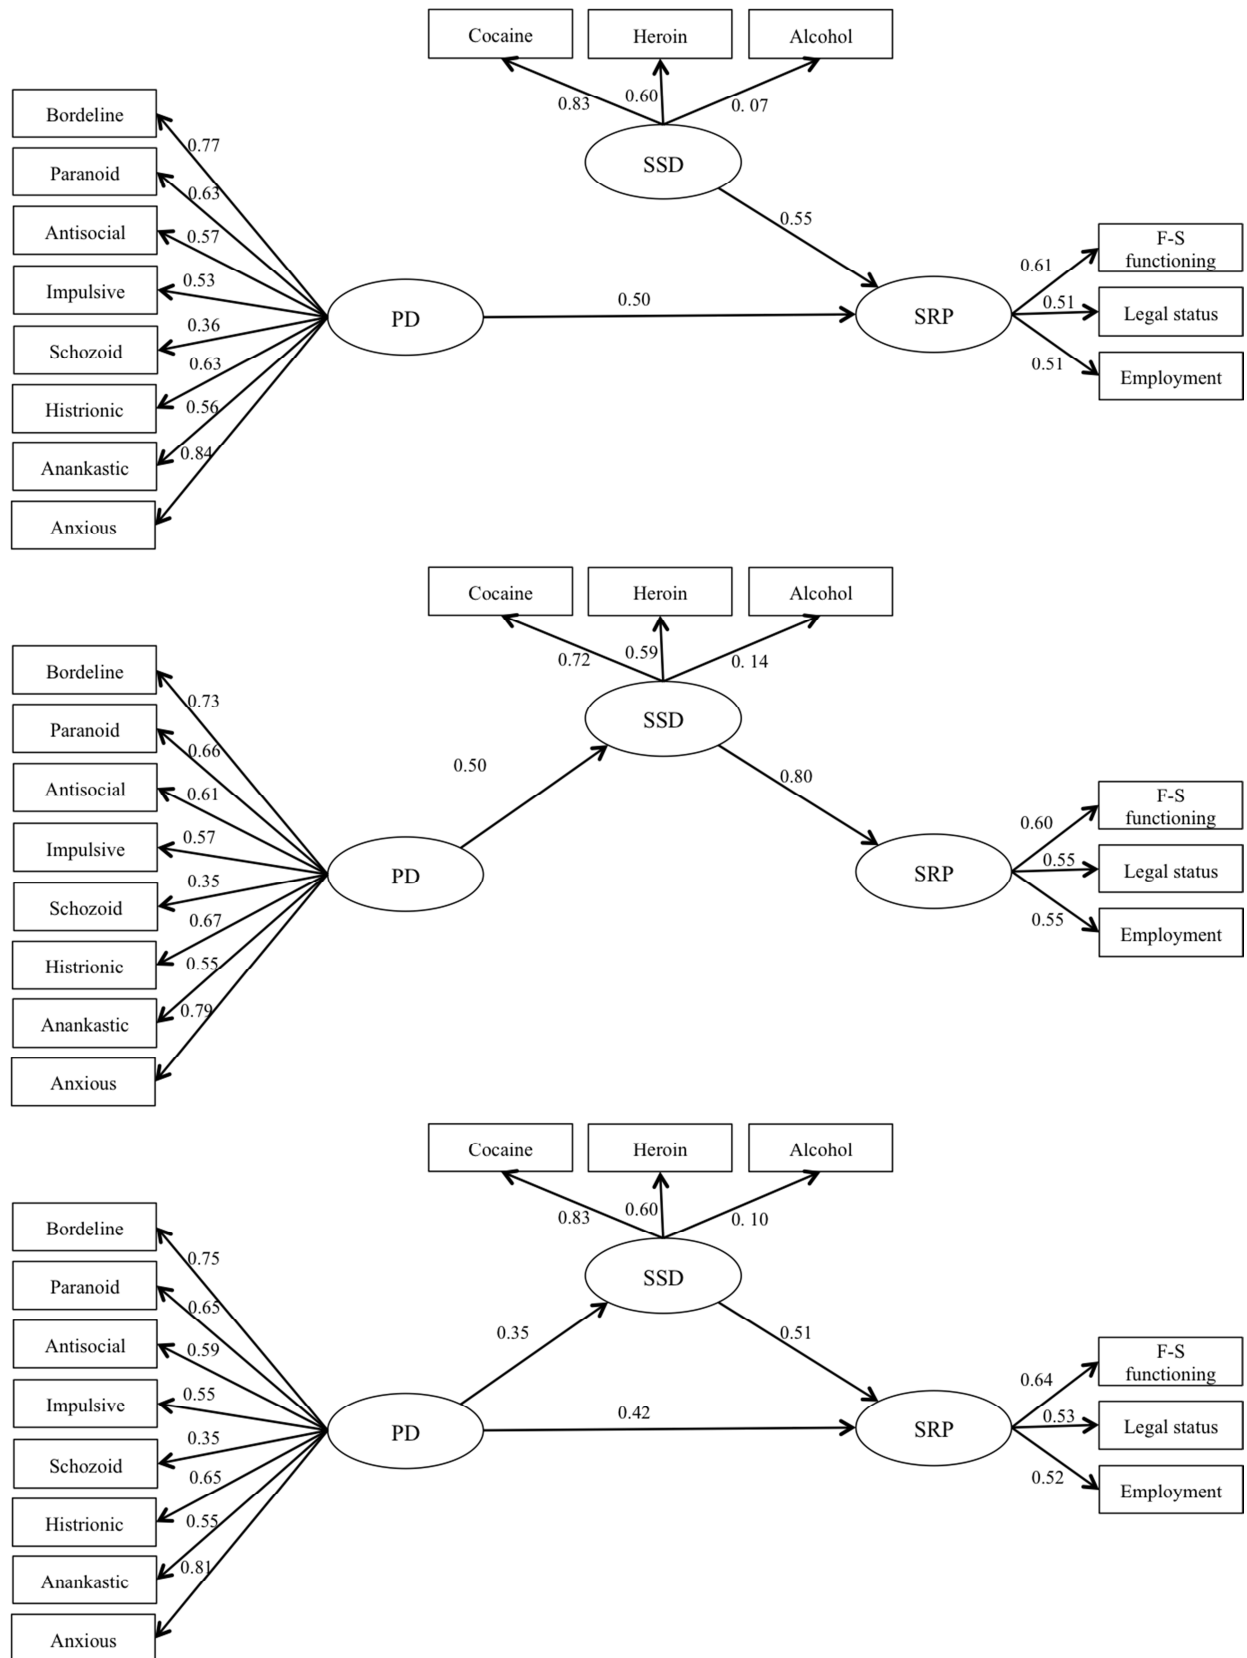 Cocaine Heroin Alcohol
0.83 0.60 0. 07
Bordeline
0.77
Paranoid
SSD
0.63
Antisocial
0.57
0.55
F-S
functioning
0.61
Impulsive
0.53
0.50
PD
SRP
0.51
Legal status
0.36
Schozoid
0.63
0.51
Employment
Histrionic
0.56
0.84
Anankastic
Anxious
Cocaine Heroin Alcohol
0.72 0.59 0. 14
Bordeline
0.73
SSD
Paranoid
0.66
0.50
0.80
Antisocial
0.61
F-S
functioning
0.60
Impulsive
0.57
0.55
Legal status
PD
SRP
0.35
Schozoid
0.67
0.55
Employment
Histrionic
0.55
0.79
Anankastic
Anxious
Cocaine Heroin Alcohol
0.83 0.60 0. 10
Bordeline
0.75
SSD
Paranoid
0.65
0.35
0.51
Antisocial
0.59
F-S
functioning
0.64
Impulsive
0.55
0.42
0.53
Legal status
PD
SRP
0.35
Schozoid
0.65
0.52
Employment
Histrionic
0.55
0.81
Anankastic
Anxious